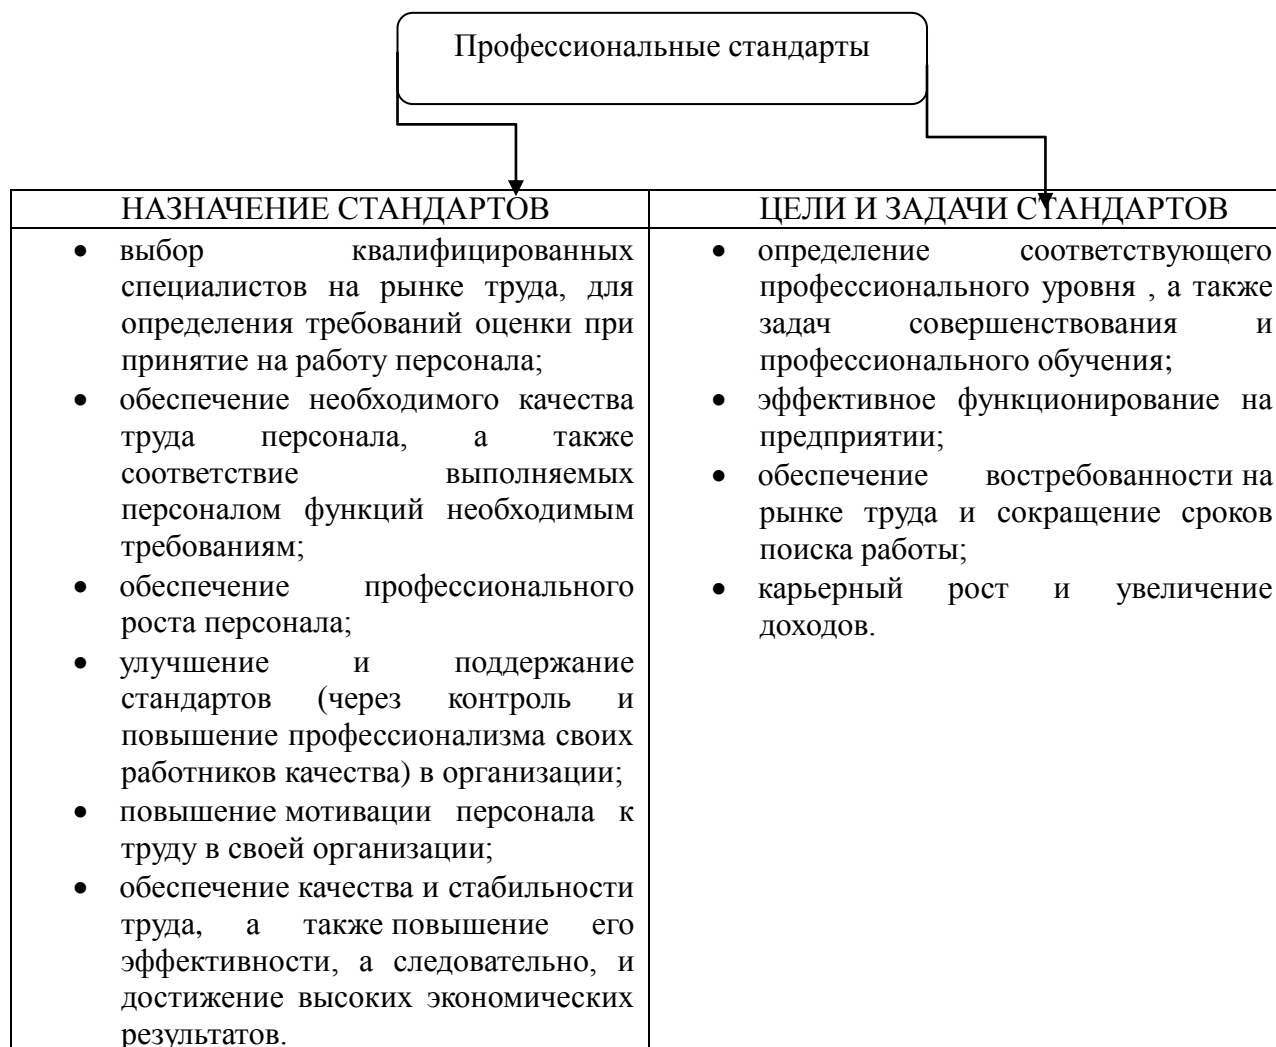 Профессиональные стандарты
НАЗНАЧЕНИЕ СТАНДАРТОВ
• выбор квалифицированных
специалистов на рынке труда, для
определения требований оценки при
принятие на работу персонала;
• обеспечение необходимого качества
труда персонала, а также
соответствие выполняемых
персоналом функций необходимым
требованиям;
• обеспечение профессионального
роста персонала;
• улучшение и поддержание
стандартов (через контроль и
повышение профессионализма своих
работников качества) в организации;
• повышение мотивации персонала к
труду в своей организации;
• обеспечение качества и стабильности
труда, а также повышение его
эффективности, а следовательно, и
достижение высоких экономических
результатов.
ЦЕЛИ И ЗАДАЧИ СТАНДАРТОВ
• определение соответствующего
профессионального уровня , а также
задач совершенствования и
профессионального обучения;
• эффективное функционирование на
предприятии;
• обеспечение востребованности на
рынке труда и сокращение сроков
поиска работы;
• карьерный рост и увеличение
доходов.